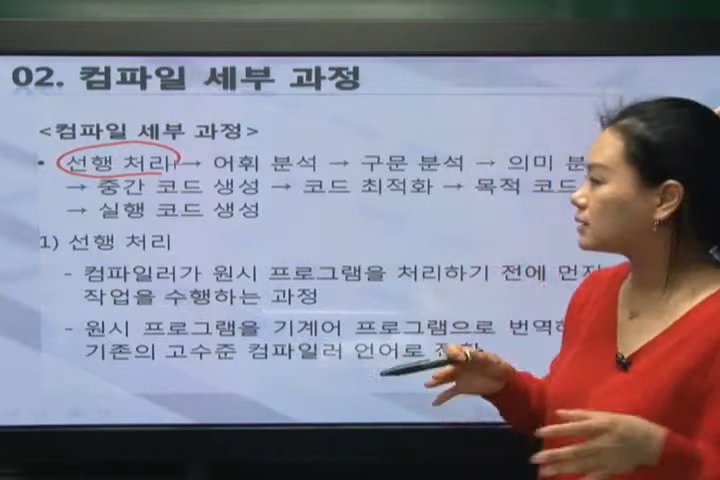 02. 컴파일 세부 과정
<컴파일 세부 과정>
• 선행 처리 → 어휘 분석 → 구문 분석 → 의미
→ 중간 코드 생성 → 코드 최적화 → 목적 코드
→ 실행 코드 생성
1) 선행 처리
- 컴파일러가 원시 프로그램을 처리하기 전에 먼저
작업을 수행하는 과정
- 원시 프로그램을 기계어 프로그램으로
기존의 고수준 컴파일러 언어로